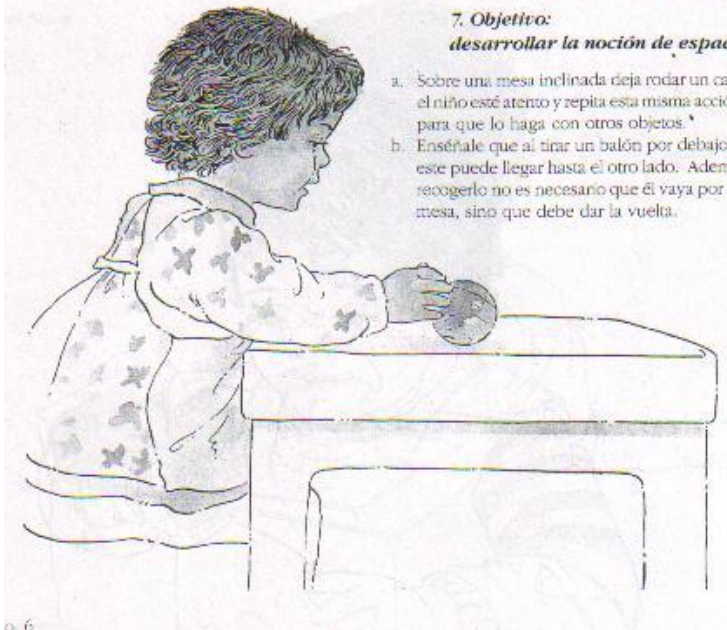 7. Objetivo:
desarrollar la noción de espa
a. Sobre una mesa inclinada deja rodar un ca
el niño esté atento y repita esta misma acció
para que lo haga con otros objetos.
b. Enséñale que al tirar un balón por debajo
este puede llegar hasta el otro lado. Adem
recogerlo no es necesario que él vaya por
mesa, sino que debe dar la vuelta.
6